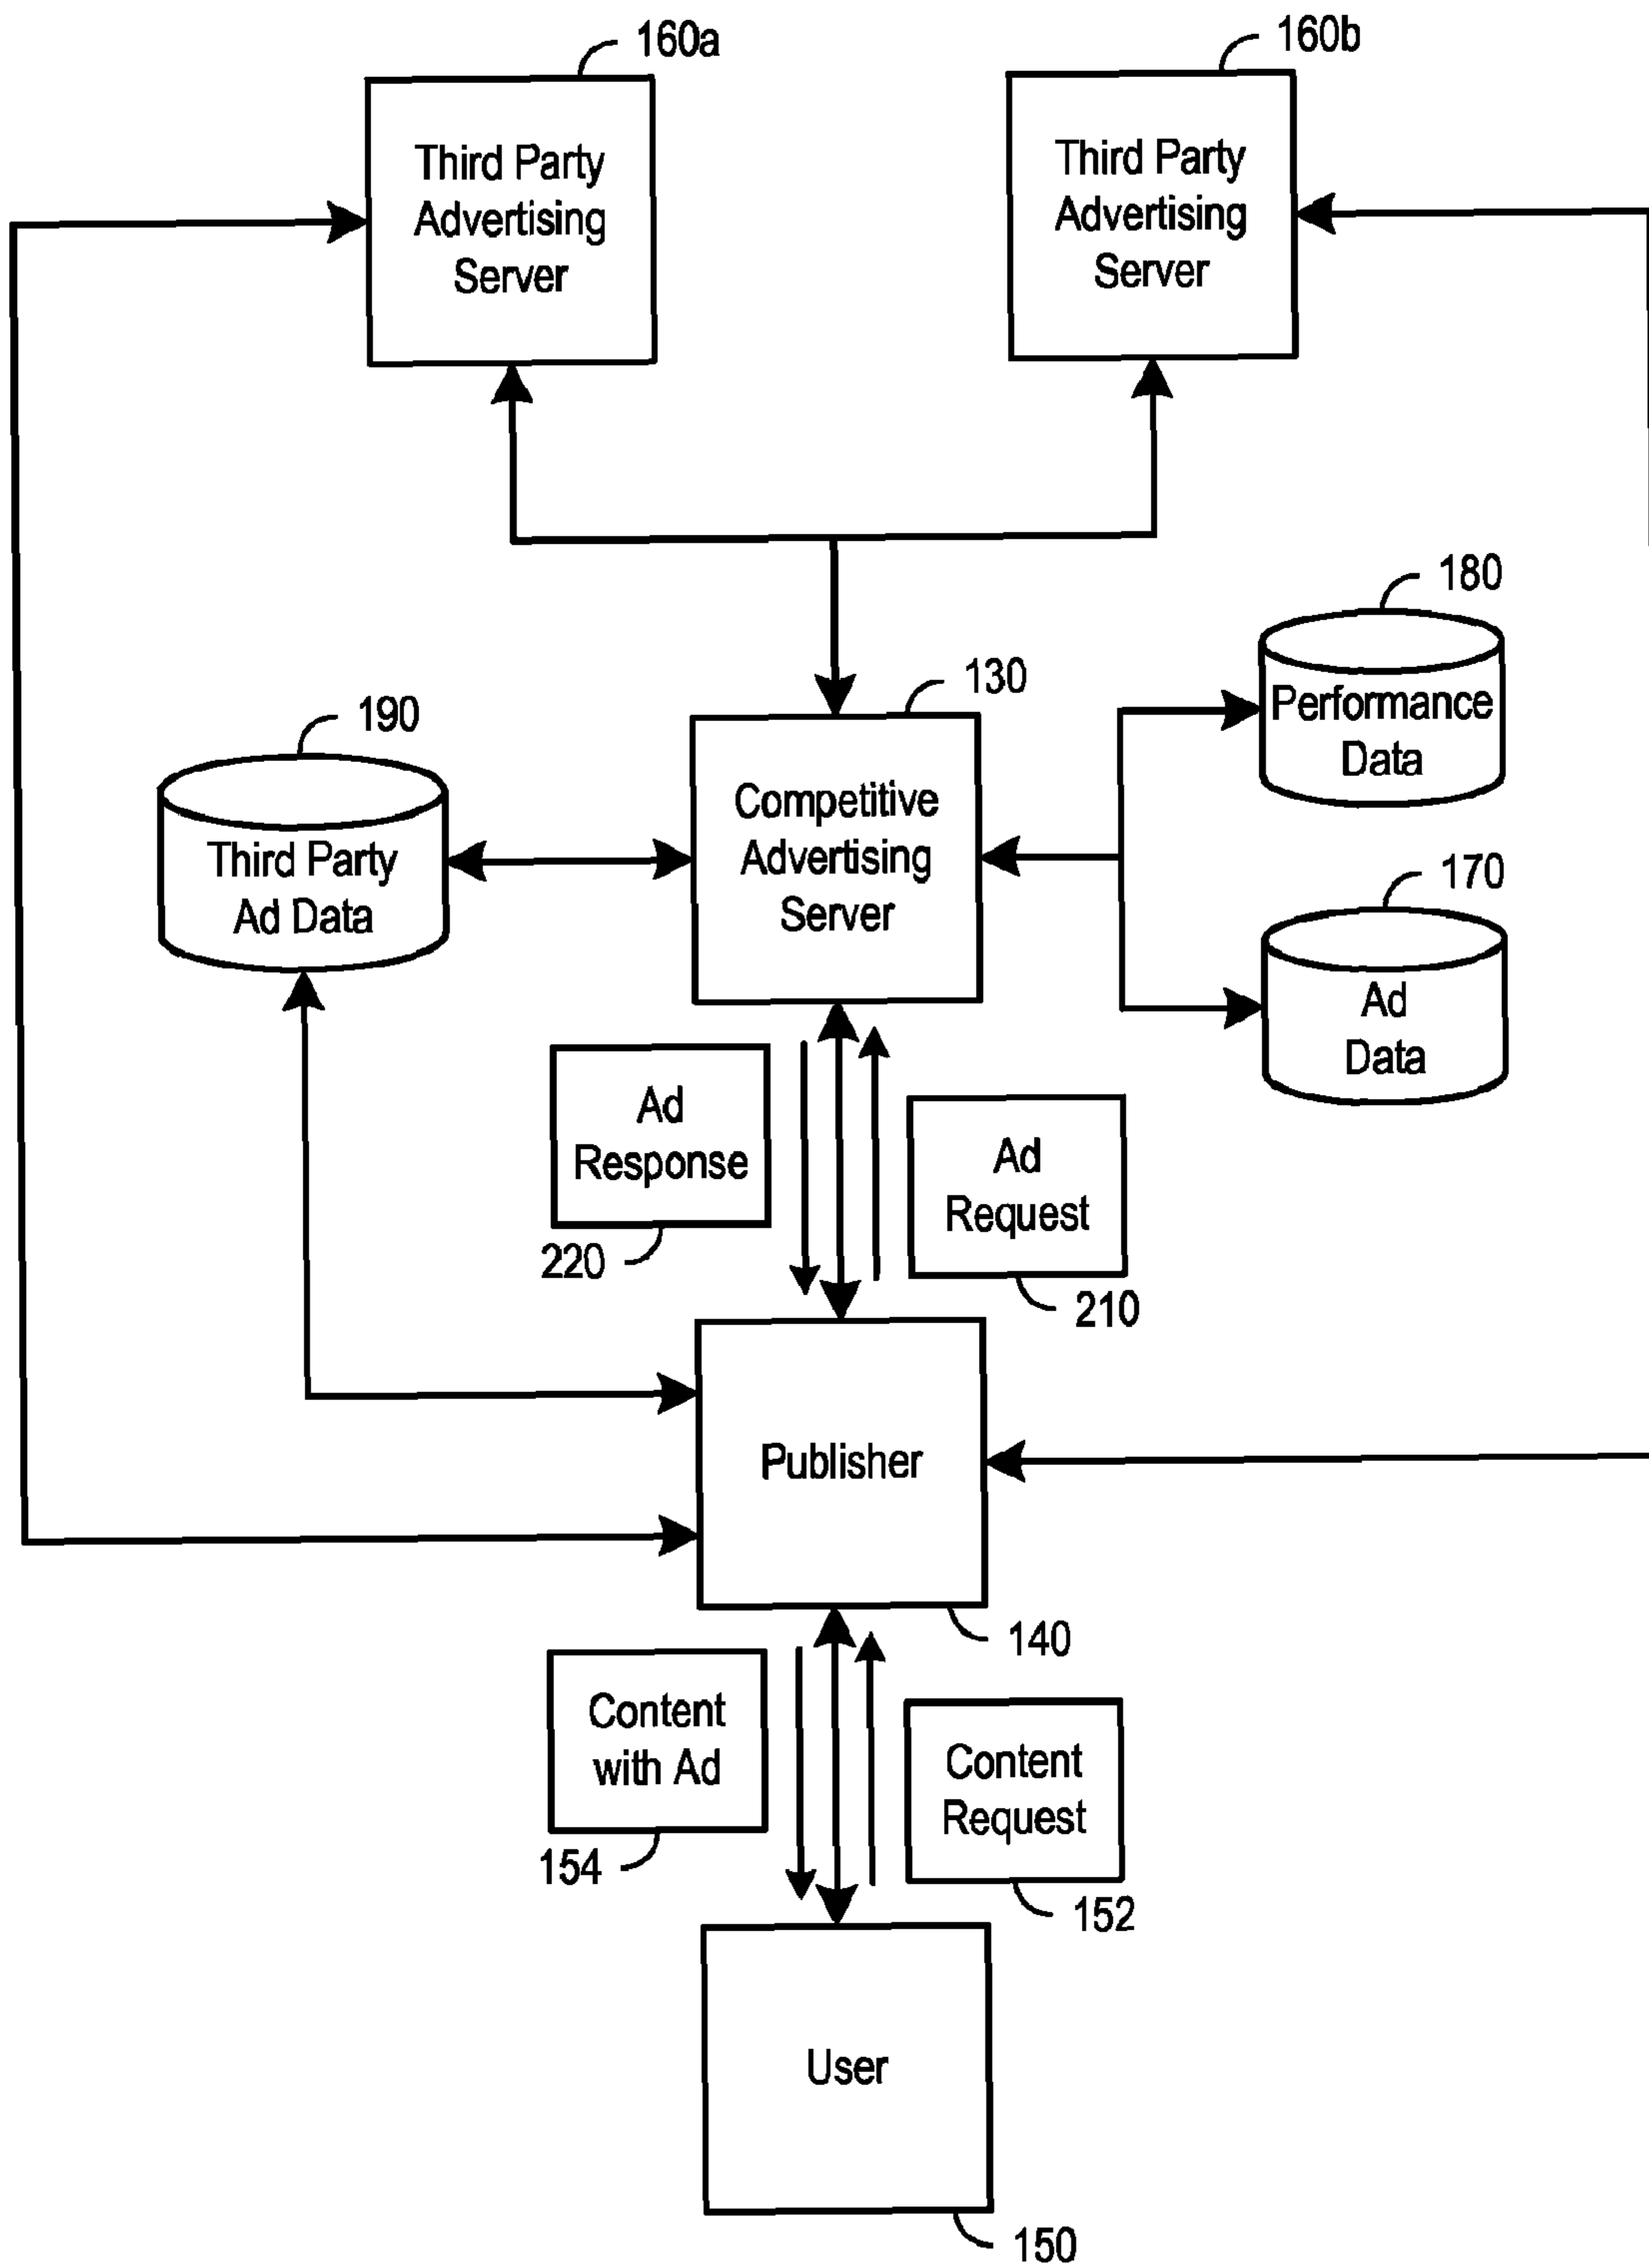 160a
160b
Third Party
Advertising
Server
Third Party
Advertising
Server
180
Performance
Data
130
190
Competitive
Advertising
Server
Third Party
Ad Data
170
Ad
Data
Ad
Response
220
Ad
Request
210
Publisher
140
Content
with Ad
154
Content
Request
152
User
150